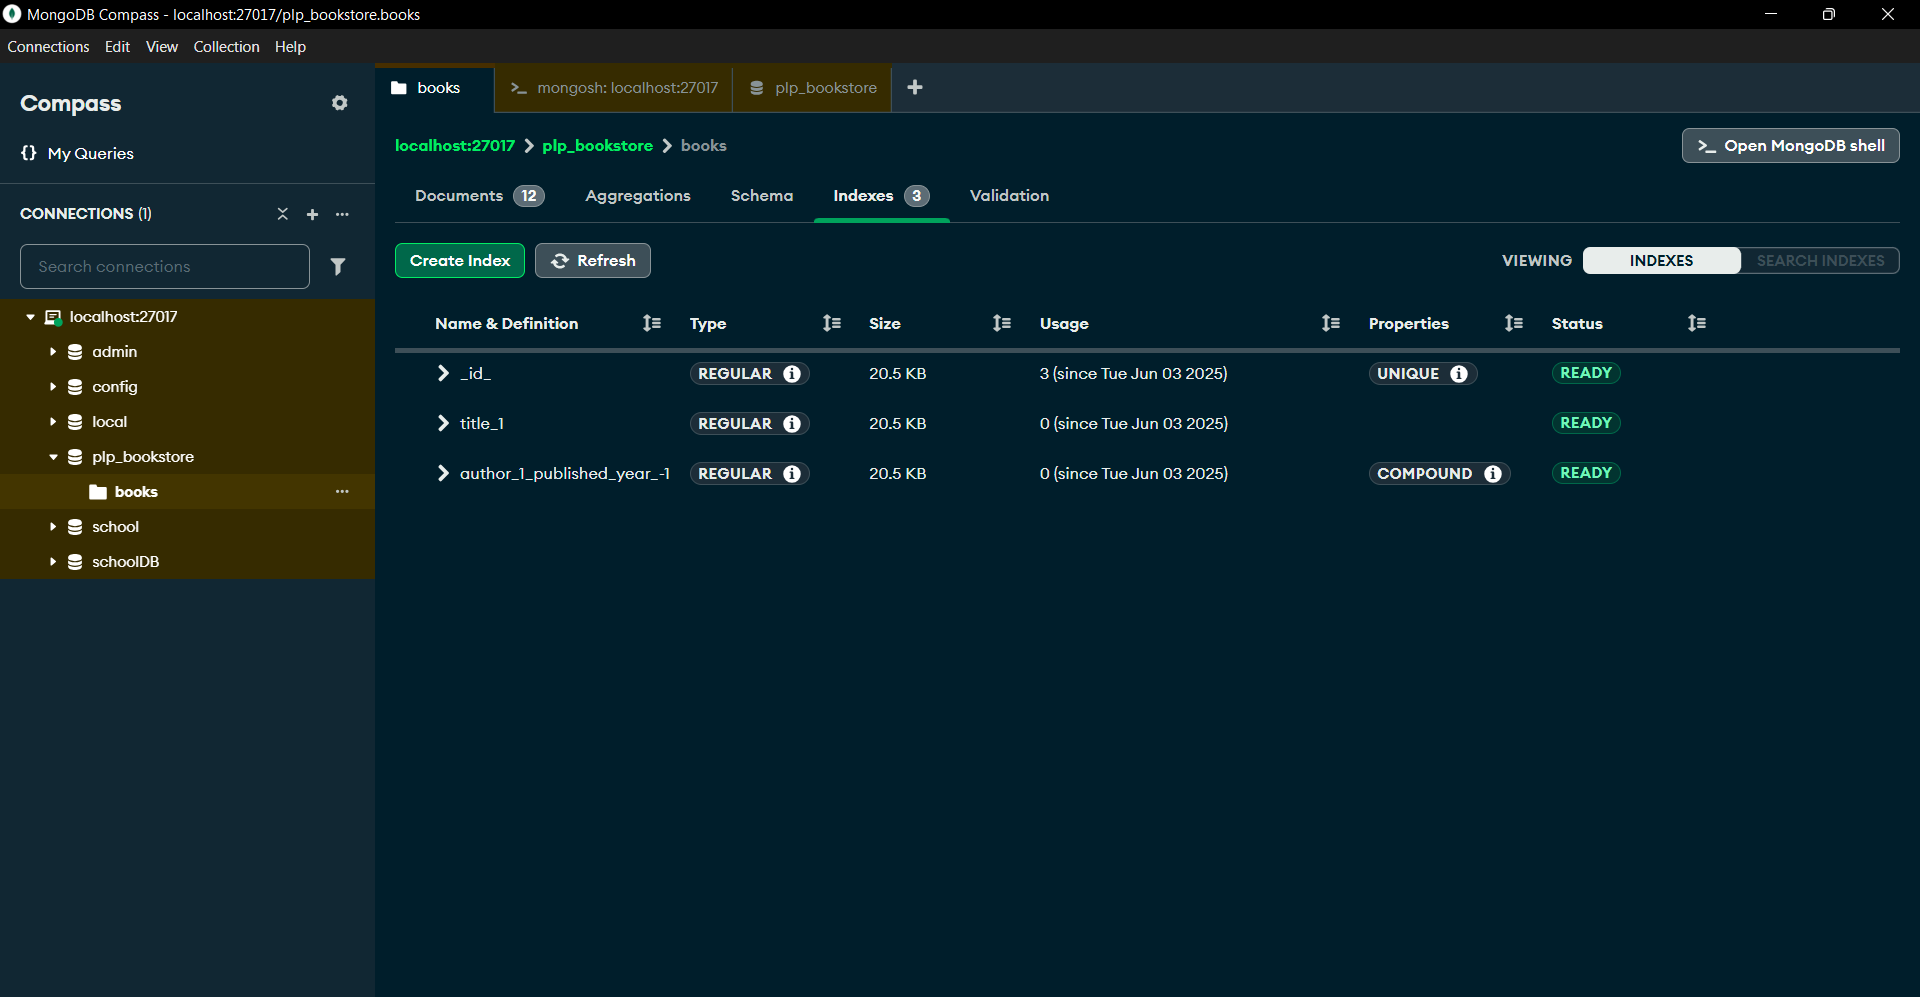 MongoDB Compass - localhost:27017/plp_bookstore.books
Connections Edit View Collection Help
Compass
{} My Queries
CONNECTIONS (1)
Search connections
localhost:27017
admin
config
local
plp_bookstore
books
school
schoolDB
books >_ mongosh: localhost:27017 plp_bookstore +
localhost:27017 > plp_bookstore > books
>_ Open MongoDB shell
Documents 12 Aggregations Schema Indexes 3 Validation
Create Index Refresh
VIEWING INDEXES SEARCH INDEXES
Name & Definition Type Size Usage Properties Status
_id_ REGULAR 20.5 KB 3 (since Tue Jun 03 2025) UNIQUE READY
title_1 REGULAR 20.5 KB 0 (since Tue Jun 03 2025) READY
author_1_published_year_-1 REGULAR 20.5 KB 0 (since Tue Jun 03 2025) COMPOUND READY